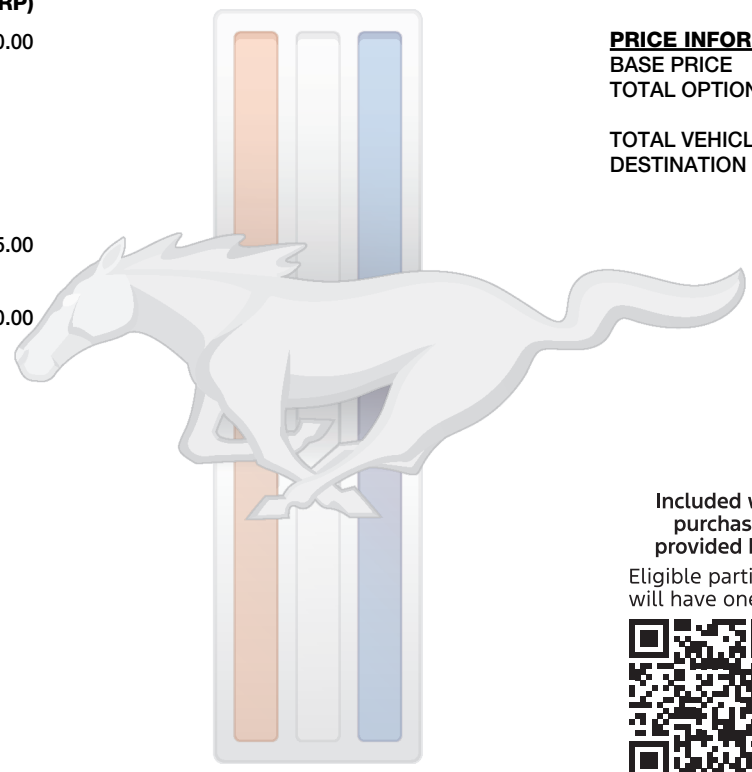 RP)
0.00
5.00
0.00
PRICE INFOR
BASE PRICE
TOTAL OPTION
TOTAL VEHICL
DESTINATION
Included
purchas
provided
Eligible parti
will have one